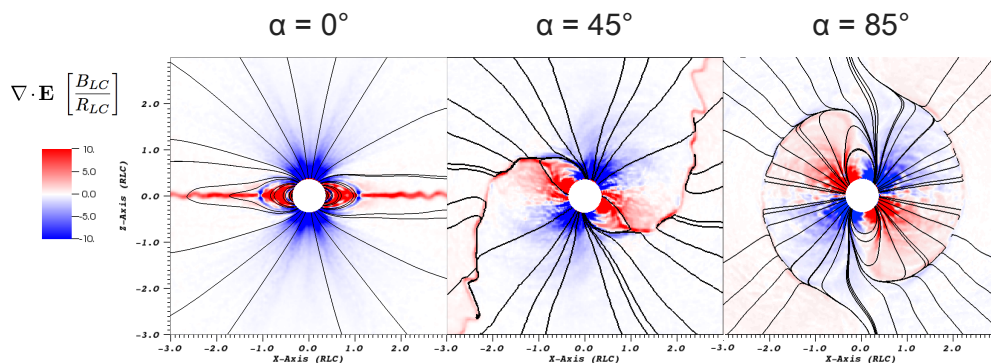 α = 0°
α = 45°
α = 85°
∇·E [B_LC / R_LC]
10.
5.0
0.0
-5.0
-10.
Z-Axis (RLC)
2.0
1.0
0.0
-1.0
-2.0
-3.0
-3.0 -2.0 -1.0 0.0 1.0 2.0 -3.0 -2.0 -1.0 0.0 1.0 2.0 -3.0 -2.0 -1.0 0.0 1.0 2.0
X-Axis (RLC) X-Axis (RLC) X-Axis (RLC)